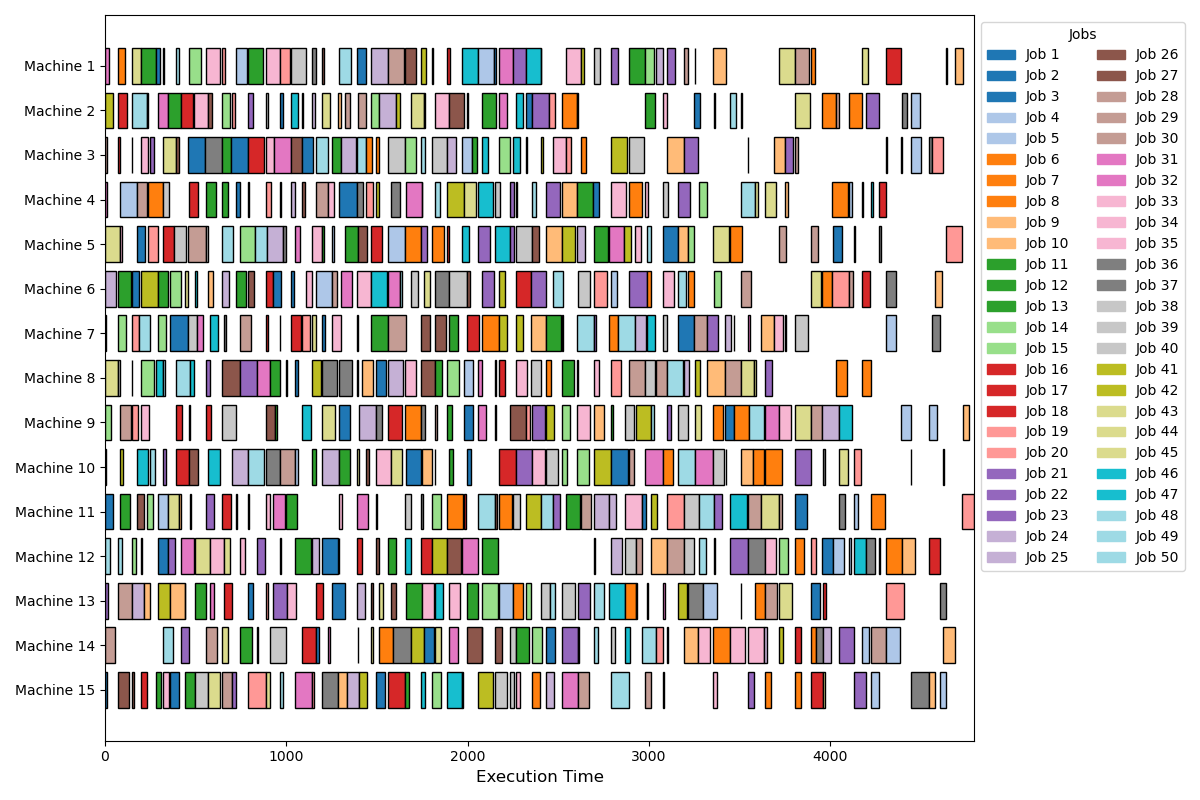 Machine 1
Machine 2
Machine 3
Machine 4
Machine 5
Machine 6
Machine 7
Machine 8
Machine 9
Machine 10
Machine 11
Machine 12
Machine 13
Machine 14
Machine 15
0 1000 2000 3000 4000
Execution Time
Jobs
Job 1
Job 2
Job 3
Job 4
Job 5
Job 6
Job 7
Job 8
Job 9
Job 10
Job 11
Job 12
Job 13
Job 14
Job 15
Job 16
Job 17
Job 18
Job 19
Job 20
Job 21
Job 22
Job 23
Job 24
Job 25
Job 26
Job 27
Job 28
Job 29
Job 30
Job 31
Job 32
Job 33
Job 34
Job 35
Job 36
Job 37
Job 38
Job 39
Job 40
Job 41
Job 42
Job 43
Job 44
Job 45
Job 46
Job 47
Job 48
Job 49
Job 50